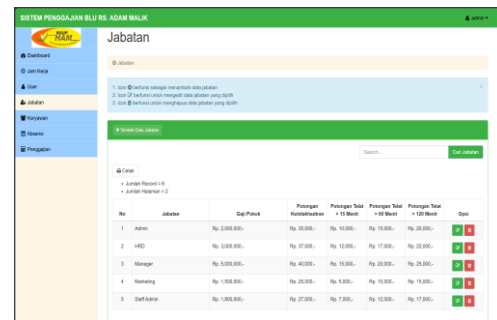 SISTEM PENGGAJIAN BLU RS. ADAM MALIK
admin
RSUP
HAM
Dashboard
Jam Kerja
User
Jabatan
Karyawan
Absensi
Penggajian
Jabatan
Jabatan
1. Icon berfunsi sebagai menambah data jabatan
2. Icon berfunsi untuk mengedit data jabatan yang dipilih
3. Icon berfunsi untuk menghapus data jabatan yang dipilih
Tambah Data Jabatan
Search... Cari Jabatan
Cetak
Jumlah Record = 6
Jumlah Halaman = 2
No Jabatan Gaji Pokok Potongan Ketidakhadiran Potongan Telat > 15 Menit Potongan Telat > 60 Menit Potongan Telat > 120 Menit Opsi
1 Admin Rp. 2,000,000,- Rp. 35,000,- Rp. 10,000,- Rp. 15,000,- Rp. 20,000,-
2 HRD Rp. 3,000,000,- Rp. 37,000,- Rp. 12,000,- Rp. 17,000,- Rp. 22,000,-
3 Manager Rp. 5,000,000,- Rp. 40,000,- Rp. 15,000,- Rp. 20,000,- Rp. 25,000,-
4 Marketing Rp. 1,500,000,- Rp. 25,000,- Rp. 5,000,- Rp. 10,000,- Rp. 15,000,-
5 Staff Admin Rp. 1,800,000,- Rp. 27,000,- Rp. 7,000,- Rp. 12,000,- Rp. 17,000,-